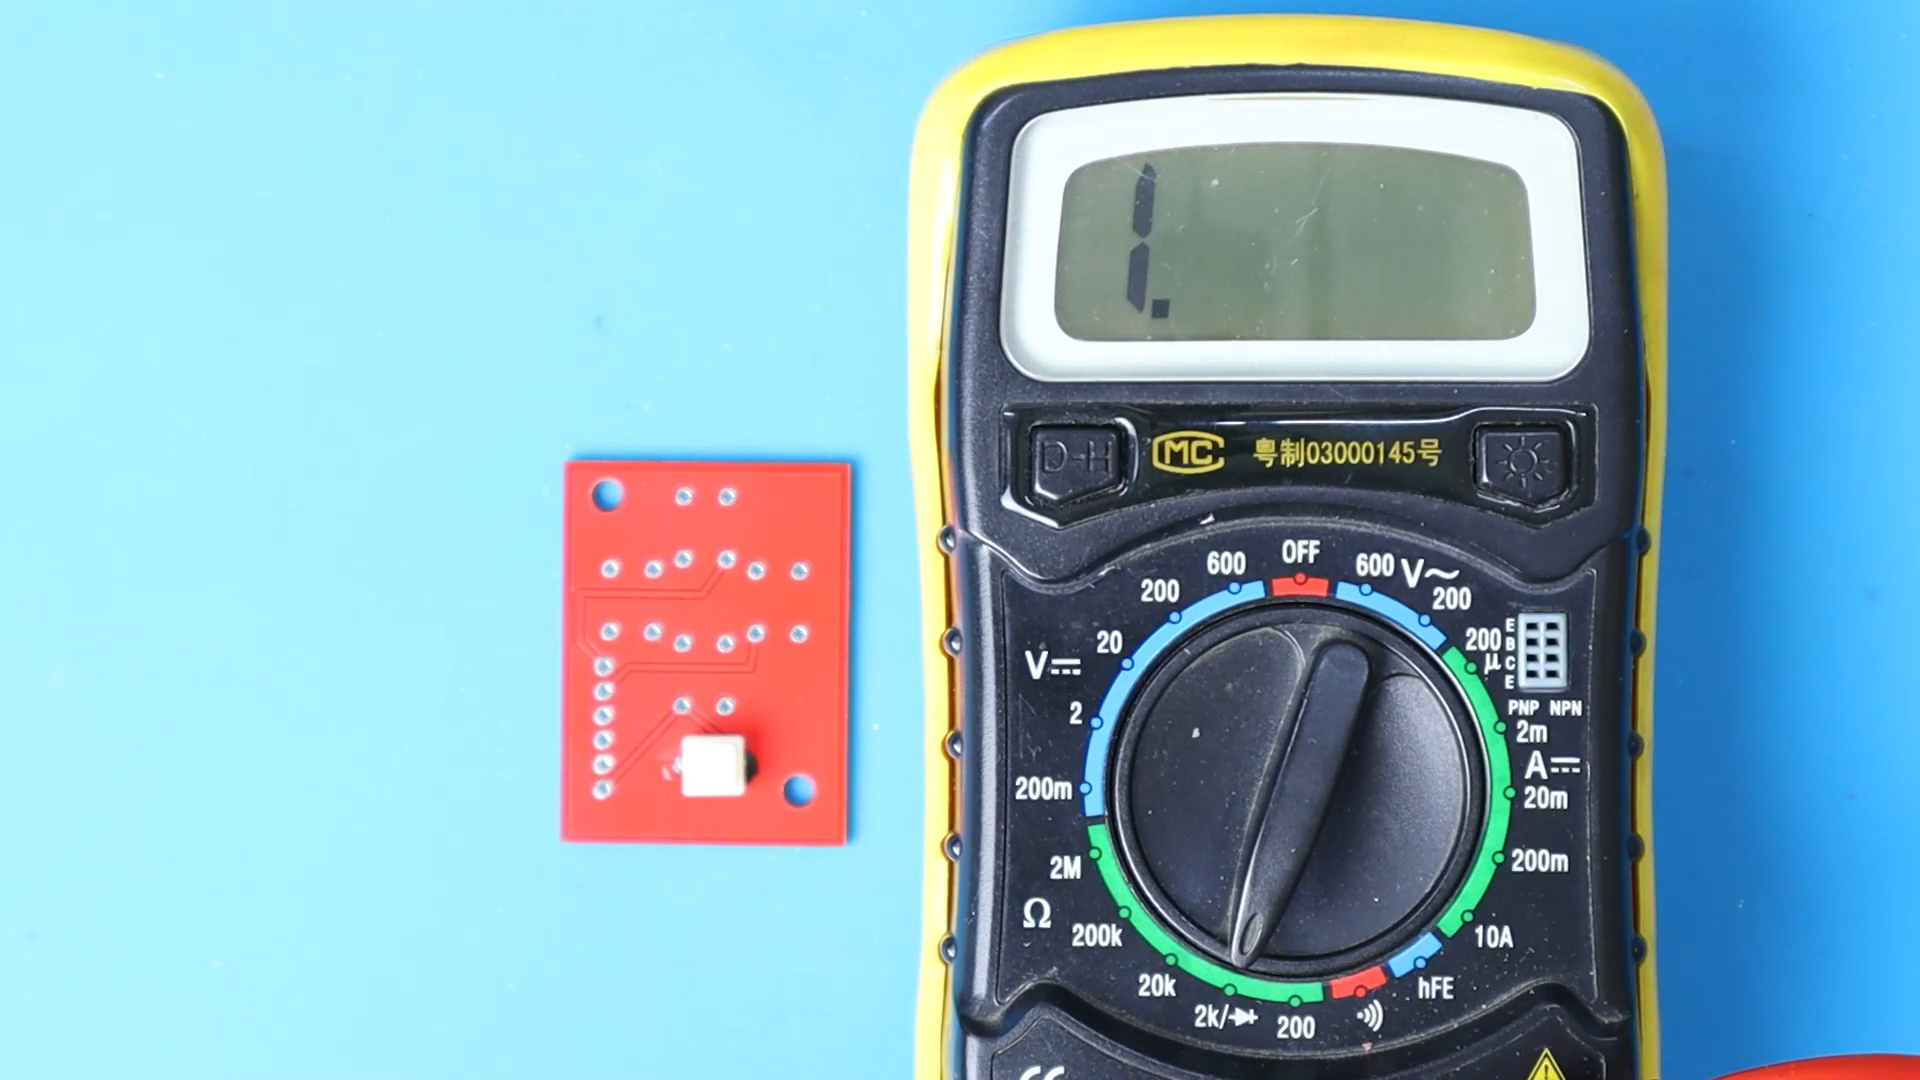 1.
D-H MC 粤制03000145号
OFF
600
600 V~
200
200
20
200
μ
E
B
C
E
V⎓
PNP NPN
2
2m
A⎓
200m
20m
2M
200m
Ω
200k
10A
20k
hFE
2k/
200
CE